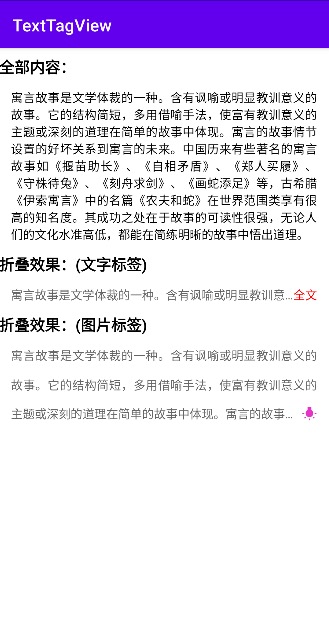 TextTagView
全部内容：
寓言故事是文学体裁的一种。含有讽喻或明显教训意义的
故事。它的结构简短，多用借喻手法，使富有教训意义的
主题或深刻的道理在简单的故事中体现。寓言的故事情节
设置的好坏关系到寓言的未来。中国历来有些著名的寓言
故事如《揠苗助长》、《自相矛盾》、《郑人买履》、
《守株待兔》、《刻舟求剑》、《画蛇添足》等，古希腊
《伊索寓言》中的名篇《农夫和蛇》在世界范围类享有很
高的知名度。其成功之处在于故事的可读性很强，无论人
们的文化水准高低，都能在简练明晰的故事中悟出道理。
折叠效果：(文字标签)
寓言故事是文学体裁的一种。含有讽喻或明显教训意...全文
折叠效果：(图片标签)
寓言故事是文学体裁的一种。含有讽喻或明显教训意义的
故事。它的结构简短，多用借喻手法，使富有教训意义的
主题或深刻的道理在简单的故事中体现。寓言的故事...